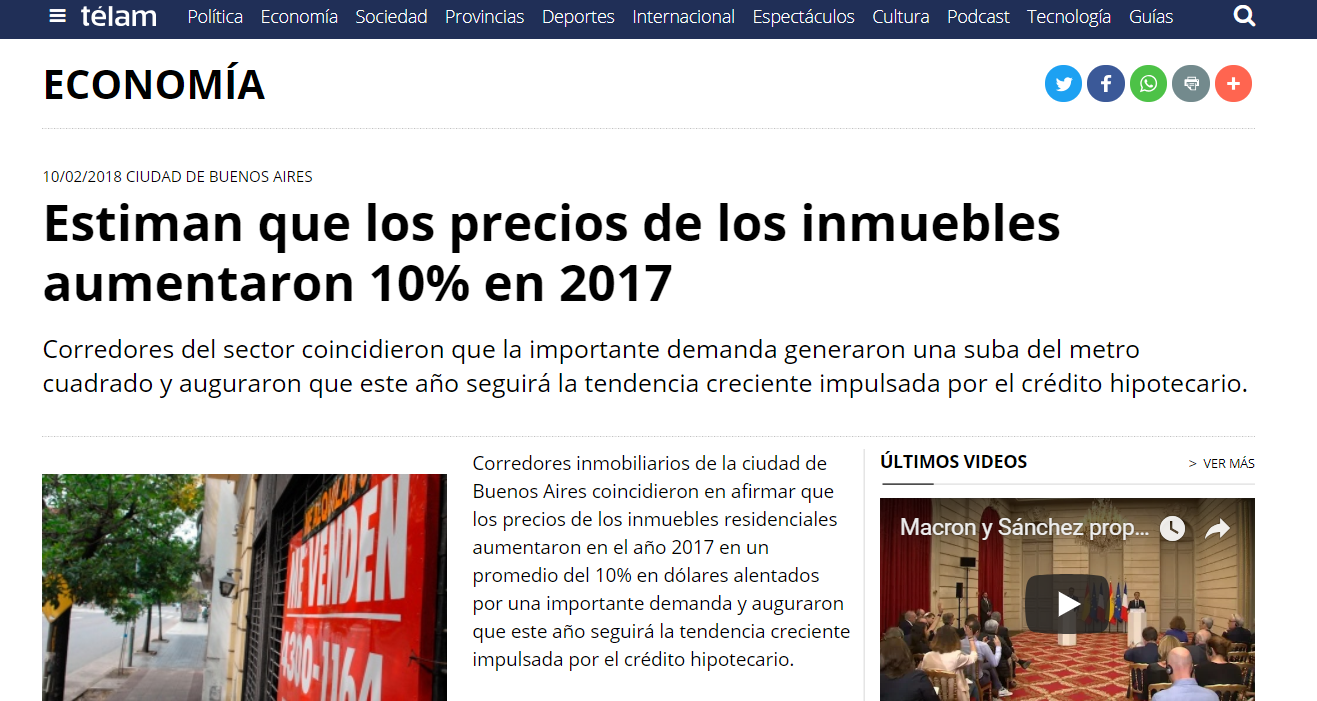 télam Política Economía Sociedad Provincias Deportes Internacional Espectáculos Cultura Podcast Tecnología Guías
ECONOMÍA
10/02/2018 CIUDAD DE BUENOS AIRES
Estiman que los precios de los inmuebles
aumentaron 10% en 2017
Corredores del sector coincidieron que la importante demanda generaron una suba del metro
cuadrado y auguraron que este año seguirá la tendencia creciente impulsada por el crédito hipotecario.
VENDEN
4300-1164
Corredores inmobiliarios de la ciudad de
Buenos Aires coincidieron en afirmar que
los precios de los inmuebles residenciales
aumentaron en el año 2017 en un
promedio del 10% en dólares alentados
por una importante demanda y auguraron
que este año seguirá la tendencia creciente
impulsada por el crédito hipotecario.
ÚLTIMOS VIDEOS
> VER MÁS
Macron y Sánchez prop...